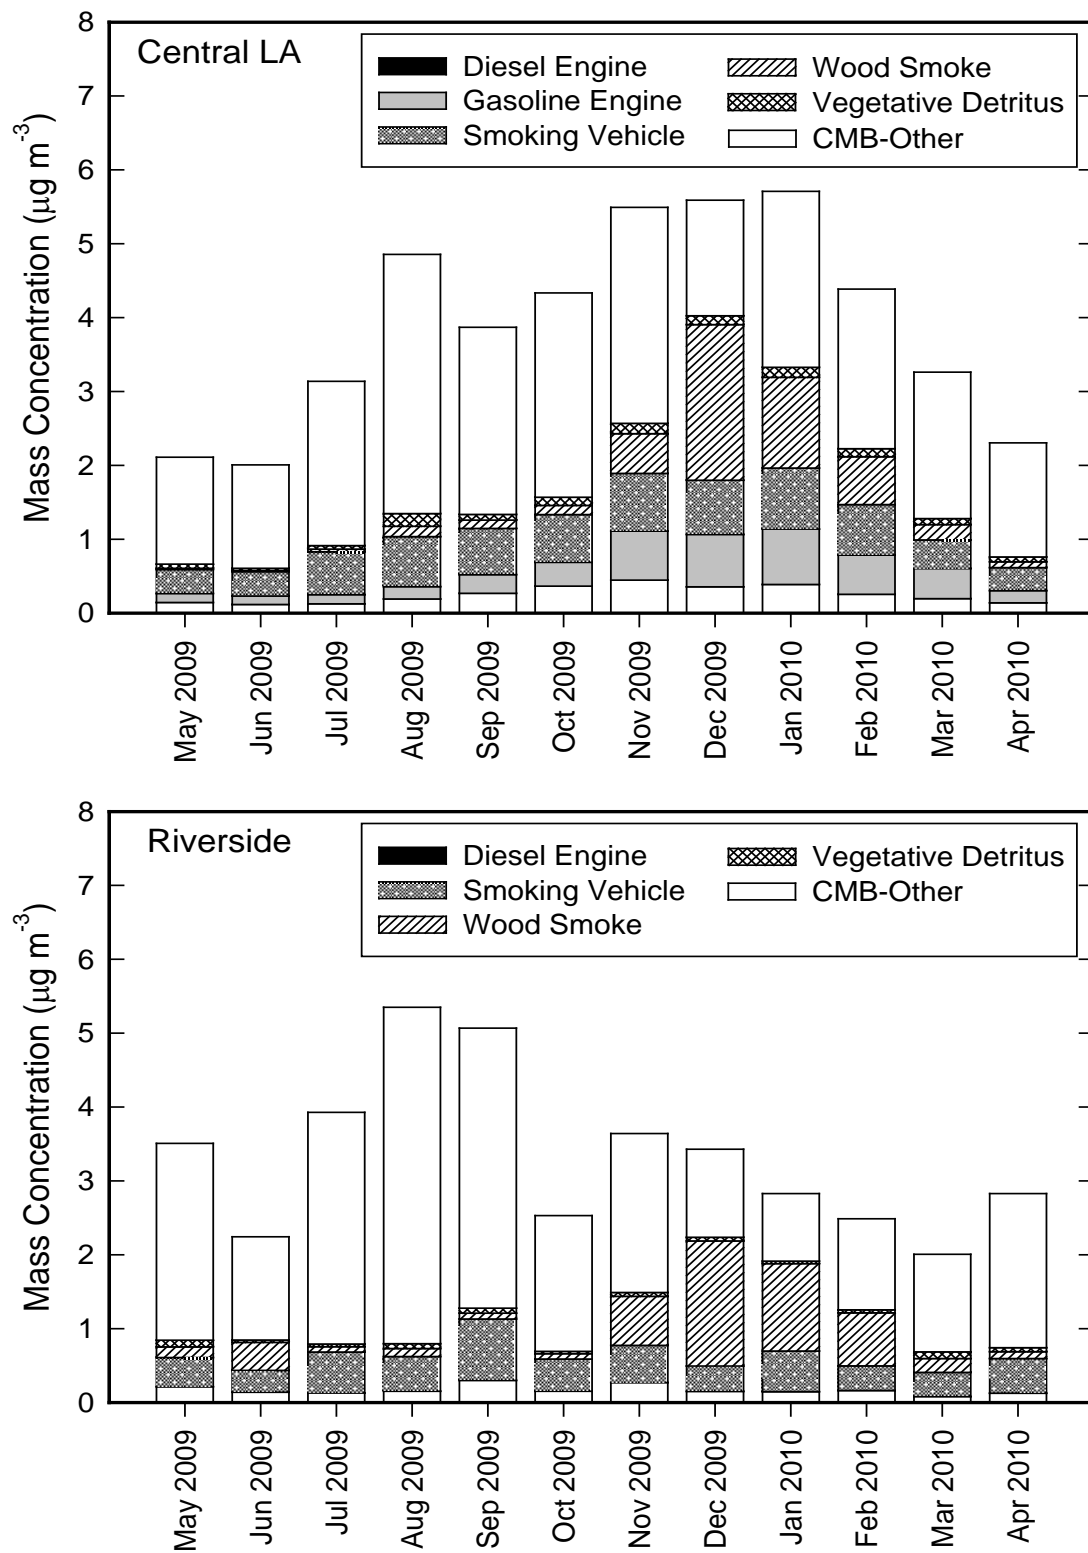 Central LA
Diesel Engine
Gasoline Engine
Smoking Vehicle
Wood Smoke
Vegetative Detritus
CMB-Other
Mass Concentration (μg m-3)
8
7
6
5
4
3
2
1
0
May 2009
Jun 2009
Jul 2009
Aug 2009
Sep 2009
Oct 2009
Nov 2009
Dec 2009
Jan 2010
Feb 2010
Mar 2010
Apr 2010
Riverside
Diesel Engine
Smoking Vehicle
Wood Smoke
Vegetative Detritus
CMB-Other
Mass Concentration (μg m-3)
8
7
6
5
4
3
2
1
0
May 2009
Jun 2009
Jul 2009
Aug 2009
Sep 2009
Oct 2009
Nov 2009
Dec 2009
Jan 2010
Feb 2010
Mar 2010
Apr 2010